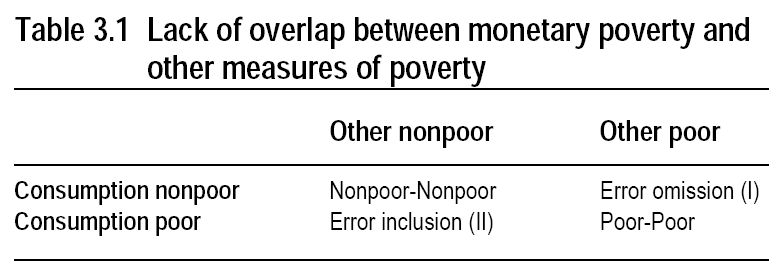 Table 3.1 Lack of overlap between monetary poverty and
other measures of poverty
Other nonpoor Other poor
Consumption nonpoor Nonpoor-Nonpoor Error omission (I)
Consumption poor Error inclusion (II) Poor-Poor